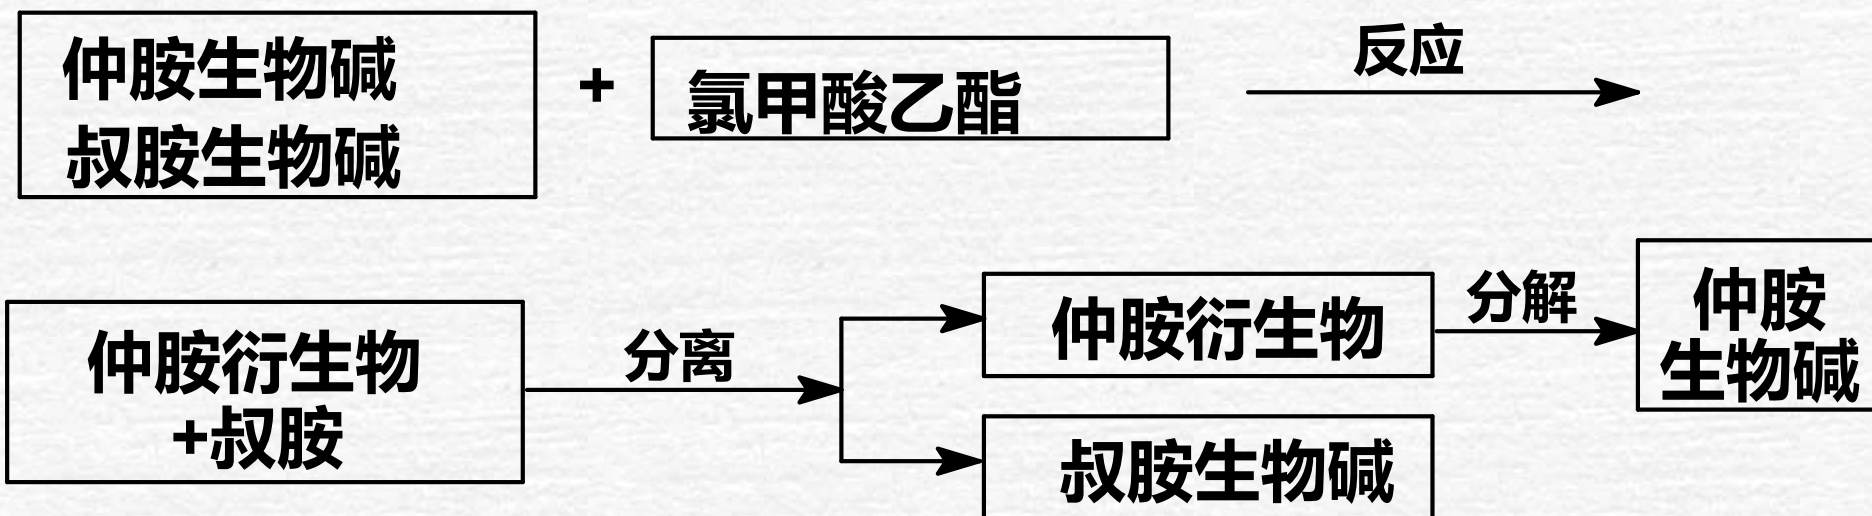 仲胺生物碱
叔胺生物碱
+
氯甲酸乙酯
反应
仲胺衍生物
+叔胺
分离
仲胺衍生物
叔胺生物碱
分解
仲胺
生物碱